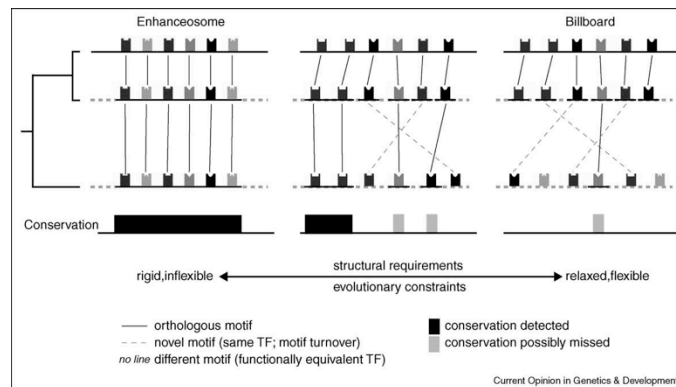 Enhanceosome
Billboard
Conservation
structural requirements
rigid,inflexible
relaxed,flexible
evolutionary constraints
orthologous motif
novel motif (same TF; motif turnover)
no line different motif (functionally equivalent TF)
conservation detected
conservation possibly missed
Current Opinion in Genetics & Development